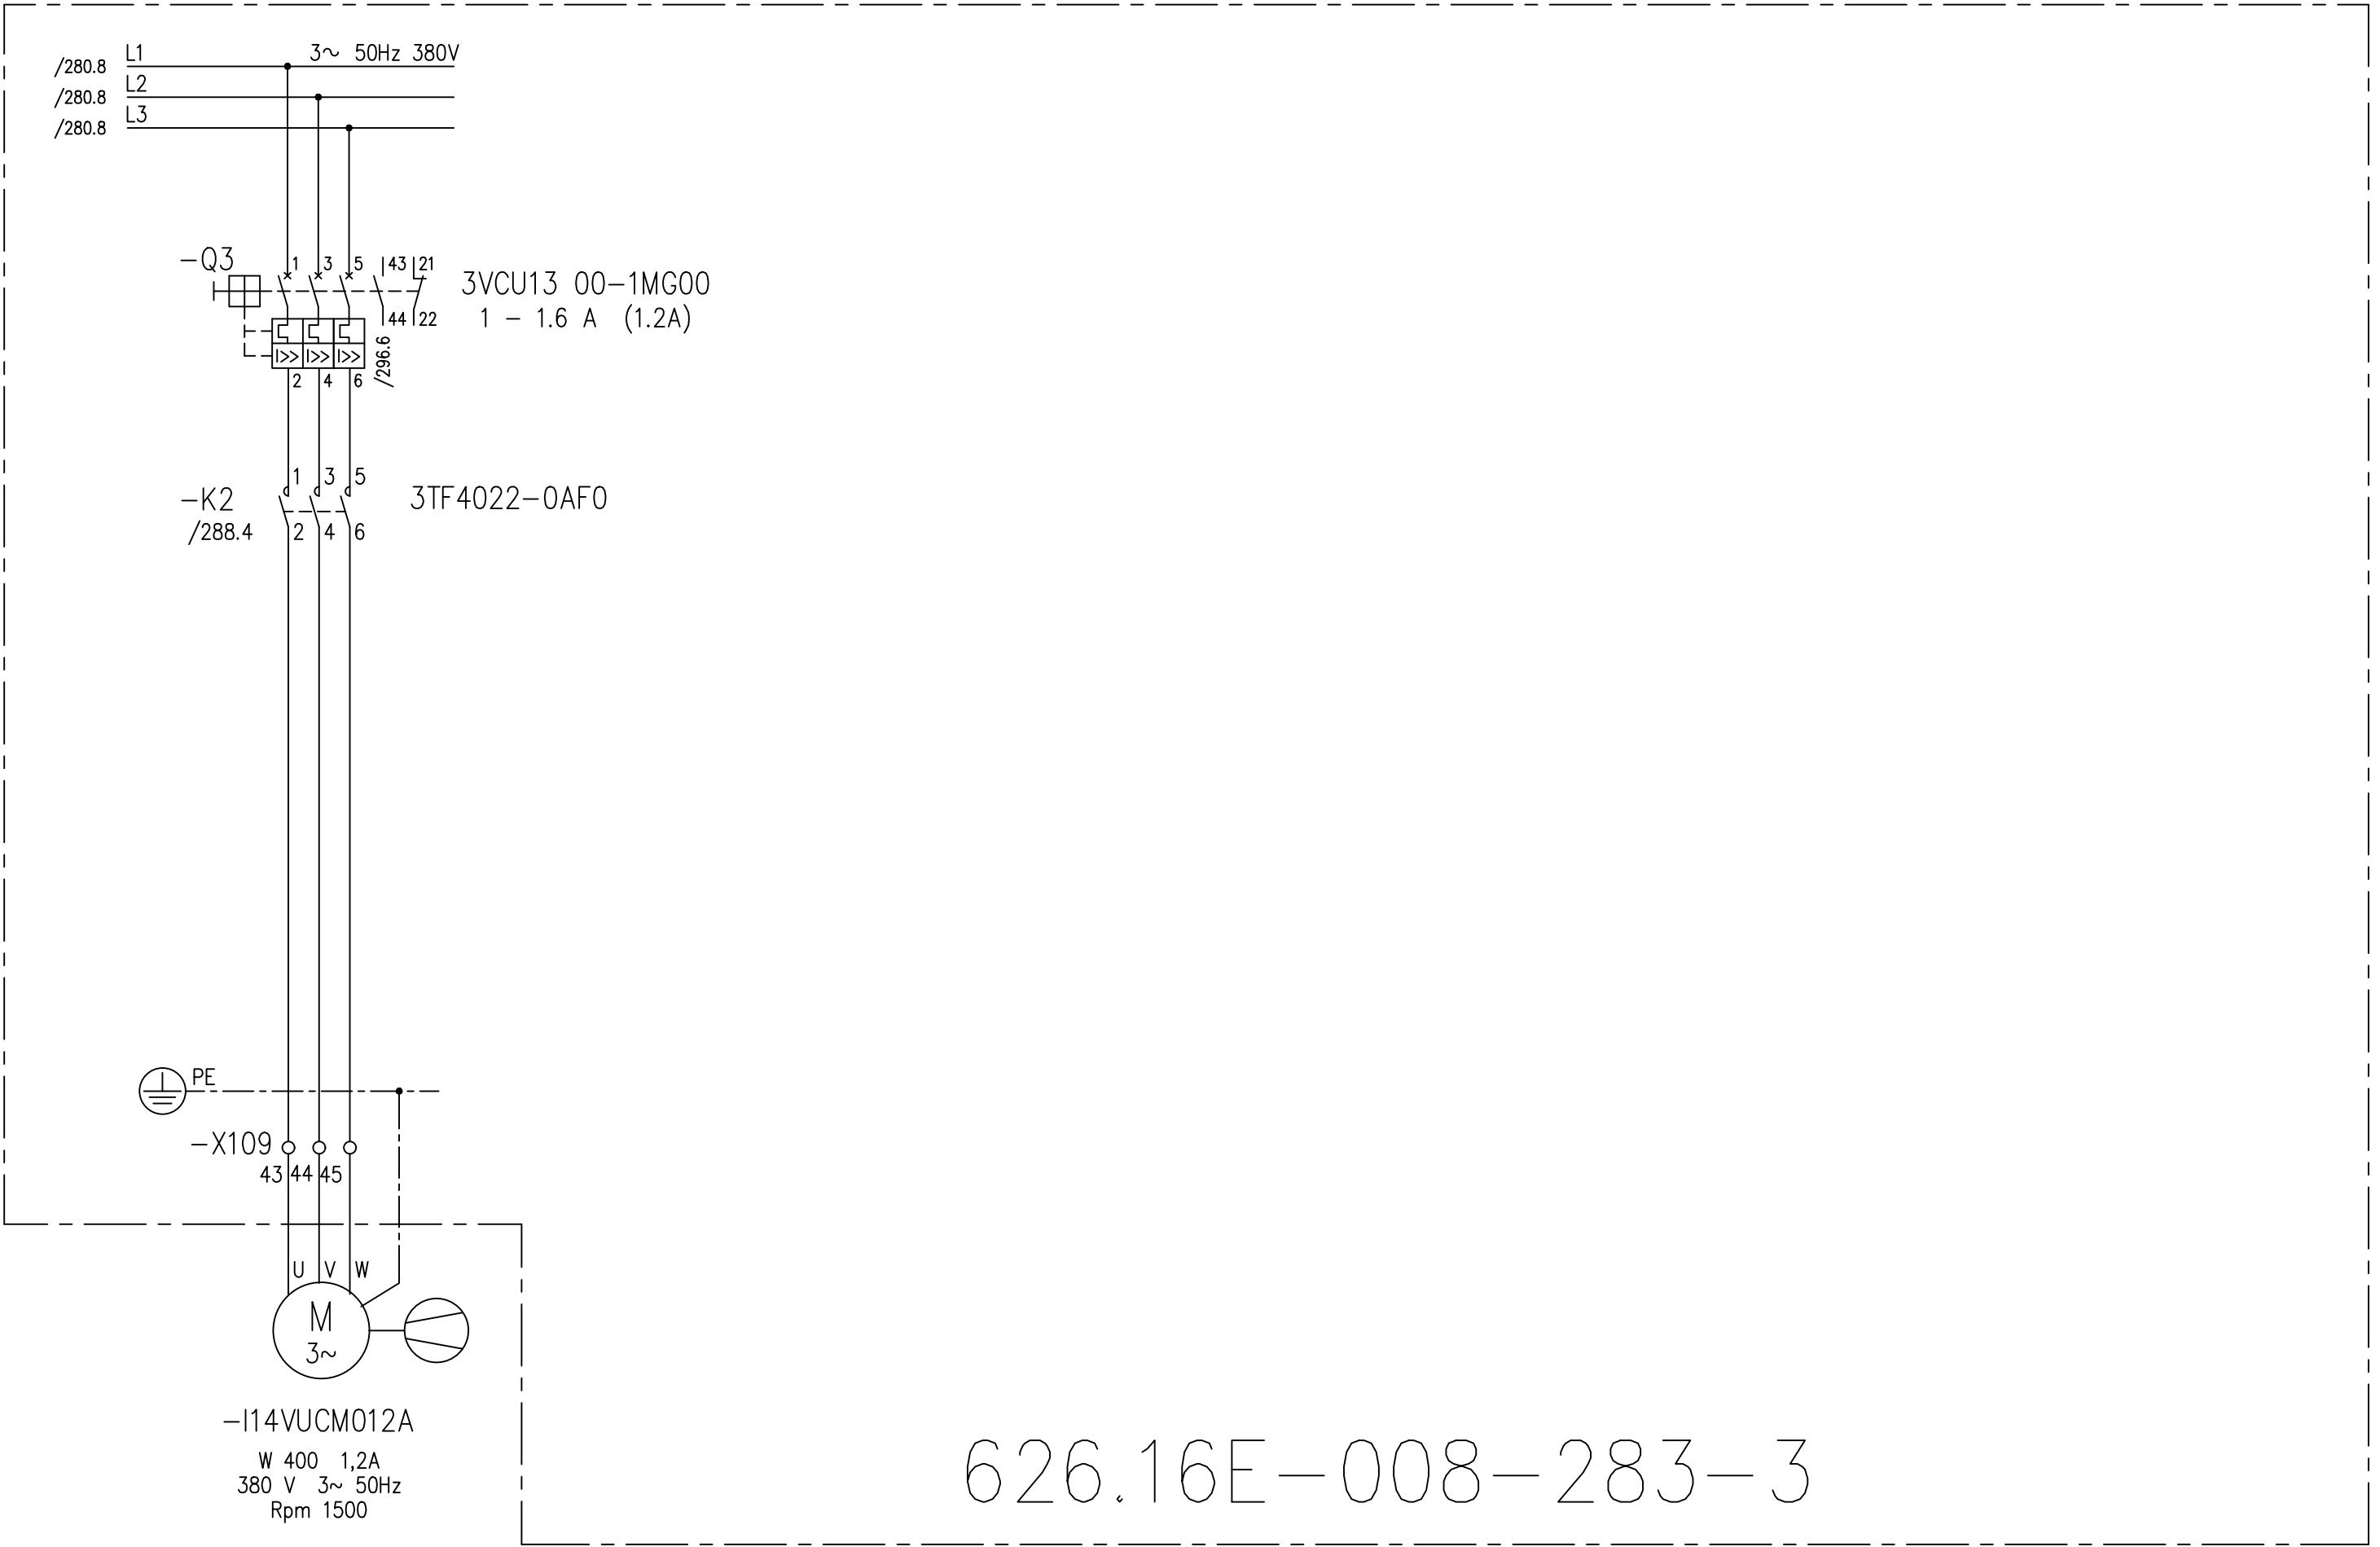 L1 3~ 50Hz 380V
/280.8
L2
/280.8
L3
/280.8
-Q3 1 3 5 43 21
3VCU13 00-1MG00
1 - 1.6 A (1.2A)
44 22
I>> I>> I>>
/296.6
2 4 6
1 3 5
-K2 3TF4022-0AF0
/288.4 2 4 6
PE
-X109
43 44 45
U V W
M
3~
-I14VUCM012A
W 400 1,2A
380 V 3~ 50Hz
Rpm 1500
626.16E-008-283-3